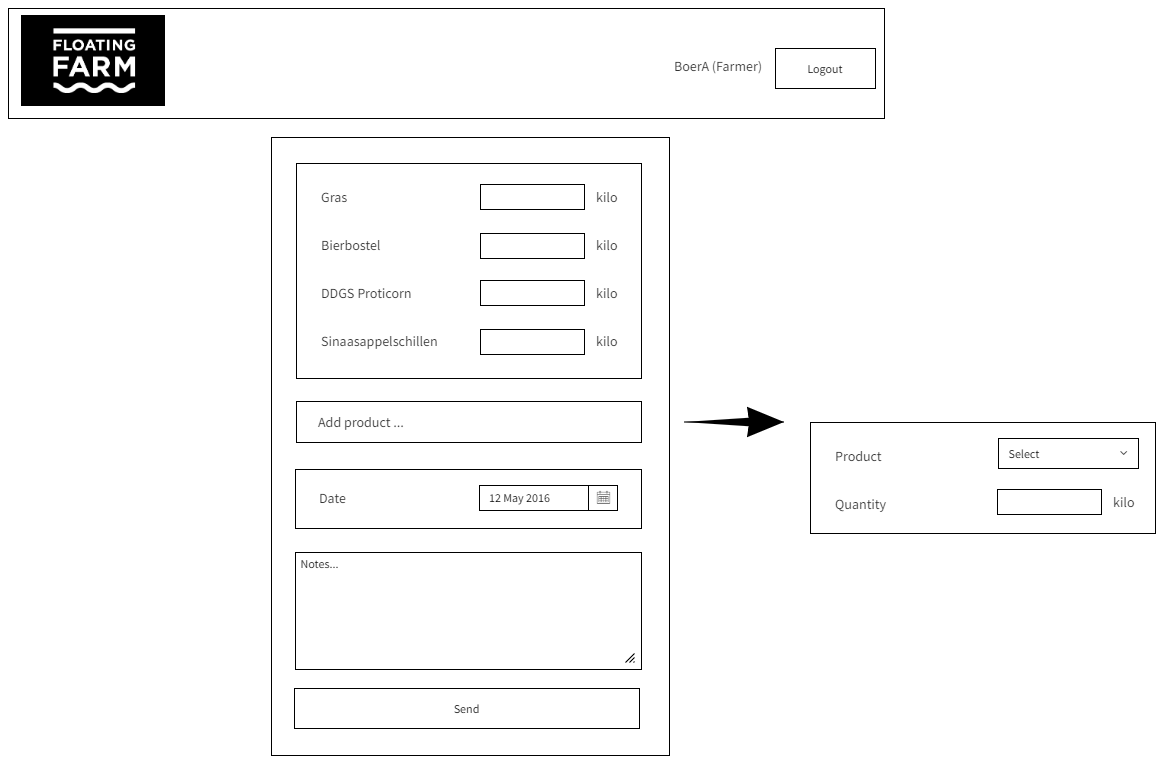 FLOATING
FARM
BoerA (Farmer)
Logout
Gras
kilo
Bierbostel
kilo
DDGS Proticorn
kilo
Sinaasappelschillen
kilo
Add product ...
Date
12 May 2016
Notes...
Send
Product
Select
Quantity
kilo